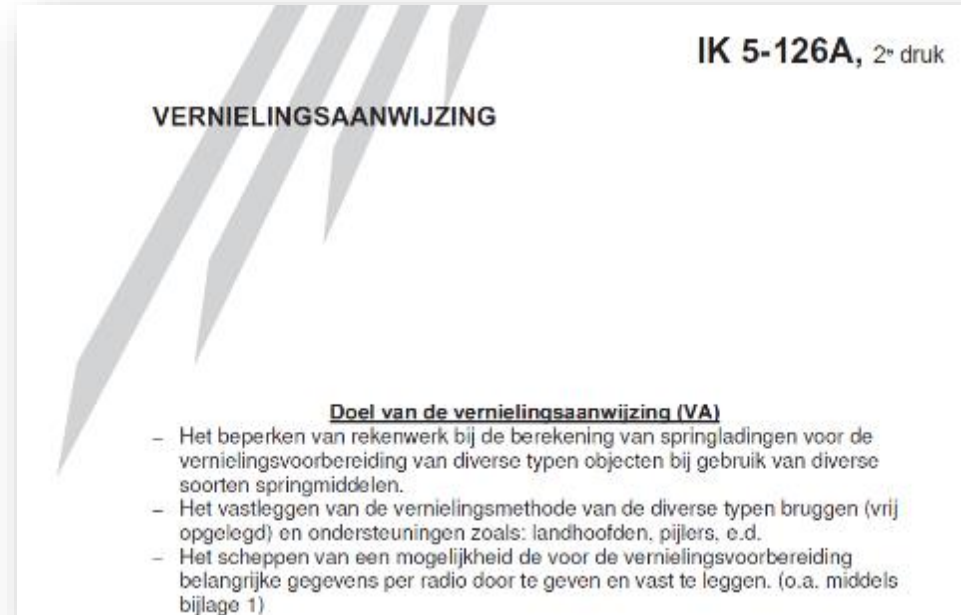 IK 5-126A, 2e druk
VERNIELINGSAANWIJZING
Doel van de vernielingsaanwijzing (VA)
– Het beperken van rekenwerk bij de berekening van springladingen voor de
vernielingsvoorbereiding van diverse typen objecten bij gebruik van diverse
soorten springmiddelen.
– Het vastleggen van de vernielingsmethode van de diverse typen bruggen (vrij
opgelegd) en ondersteuningen zoals: landhoofden, pijlers, e.d.
– Het scheppen van een mogelijkheid de voor de vernielingsvoorbereiding
belangrijke gegevens per radio door te geven en vast te leggen. (o.a. middels
bijlage 1)